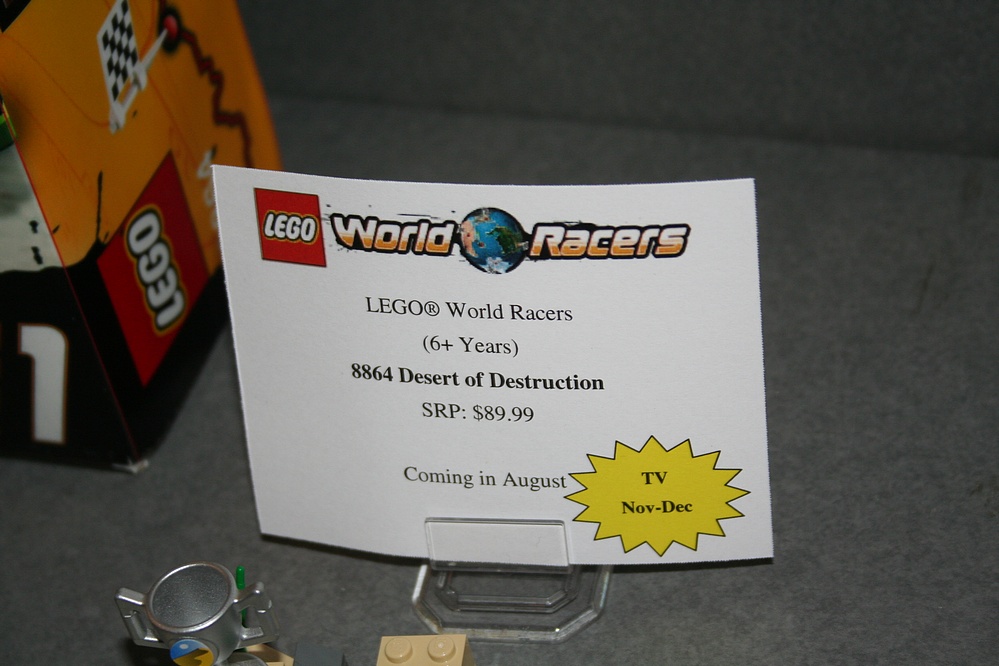 LEGO World Racers
LEGO® World Racers
(6+ Years)
8864 Desert of Destruction
SRP: $89.99
Coming in August
TV
Nov-Dec
LEGO
1